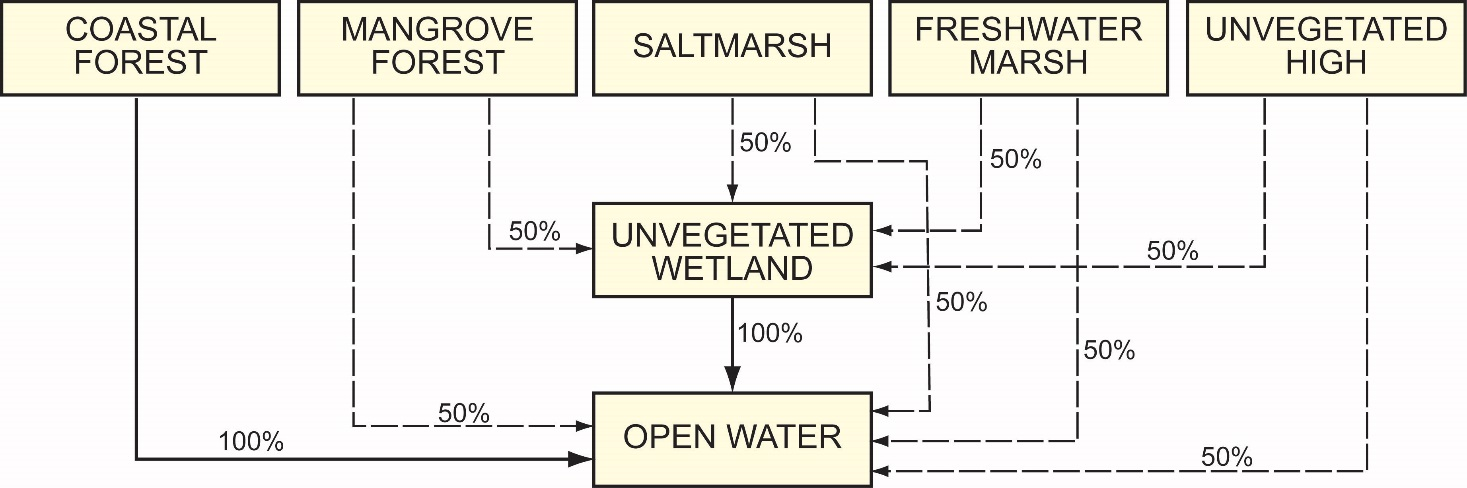 COASTAL
FOREST
MANGROVE
FOREST
SALTMARSH
FRESHWATER
MARSH
UNVEGETATED
HIGH
50%
50%
50%
UNVEGETATED
WETLAND
50%
50%
100%
50%
50%
100%
OPEN WATER
50%